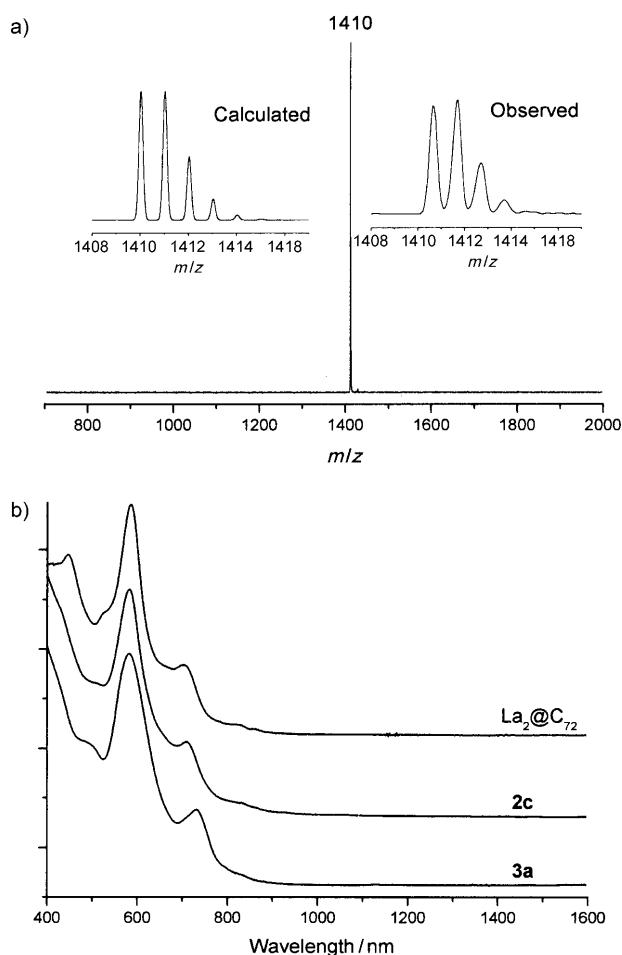 a)
1410
Calculated
Observed
1408 1410 1412 1414 1416 1418
m/z
1408 1410 1412 1414 1416 1418
m/z
800 1000 1200 1400 1600 1800 2000
m/z
b)
La₂@C₇₂
2c
3a
400 600 800 1000 1200 1400 1600
Wavelength / nm